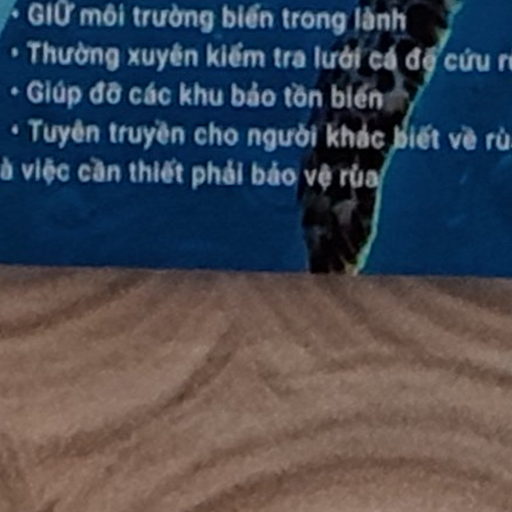 • GIỮ môi trường biển trong lành
• Thường xuyên kiểm tra lưới cá để cứu
• Giúp đỡ các khu bảo tồn biển
• Tuyên truyền cho người khác biết về
việc cần thiết phải bảo vệ rùa